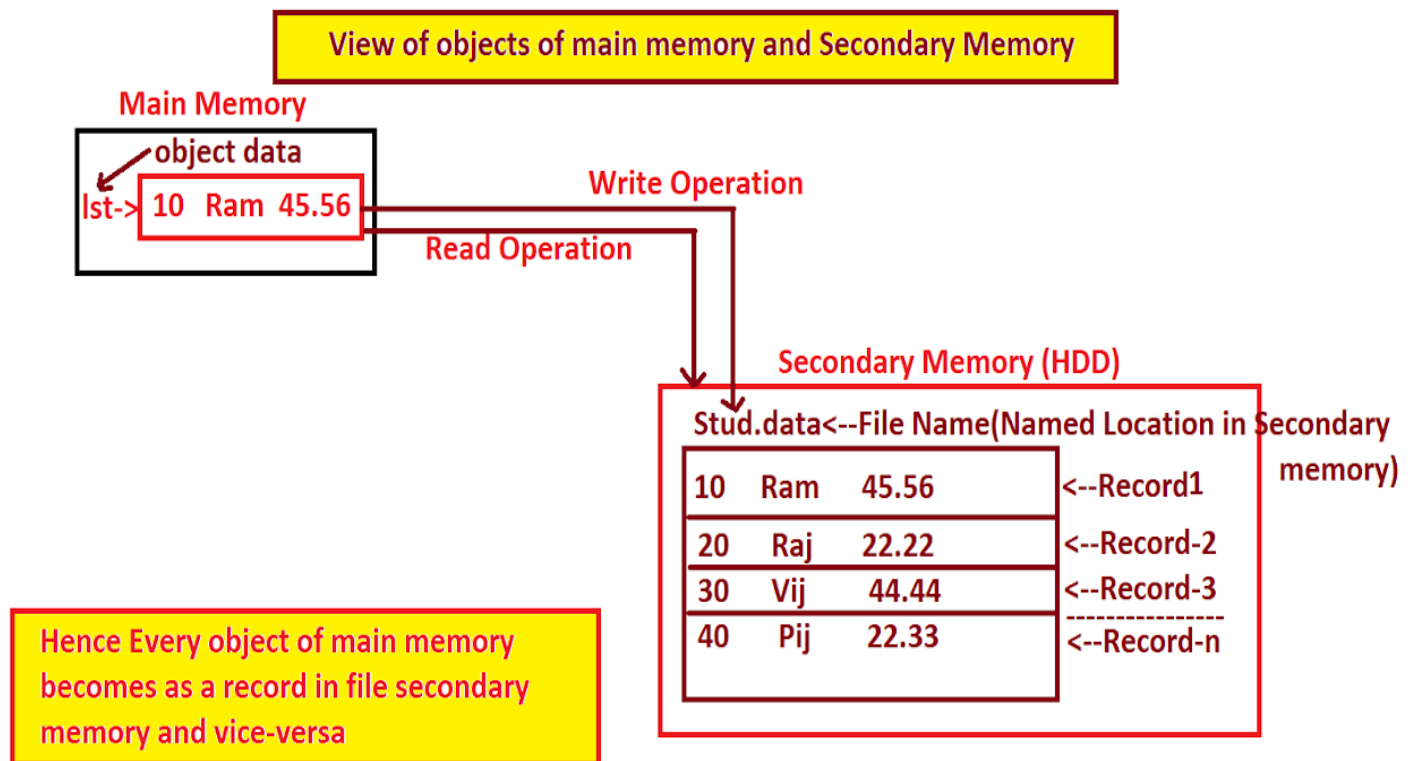 View of objects of main memory and Secondary Memory
Main Memory
object data
lst-> 10 Ram 45.56
Write Operation
Read Operation
Secondary Memory (HDD)
Stud.data<--File Name(Named Location in Secondary
memory)
10 Ram 45.56 <--Record1
20 Raj 22.22 <--Record-2
30 Vij 44.44 <--Record-3
----------------
40 Pij 22.33 <--Record-n
Hence Every object of main memory
becomes as a record in file secondary
memory and vice-versa